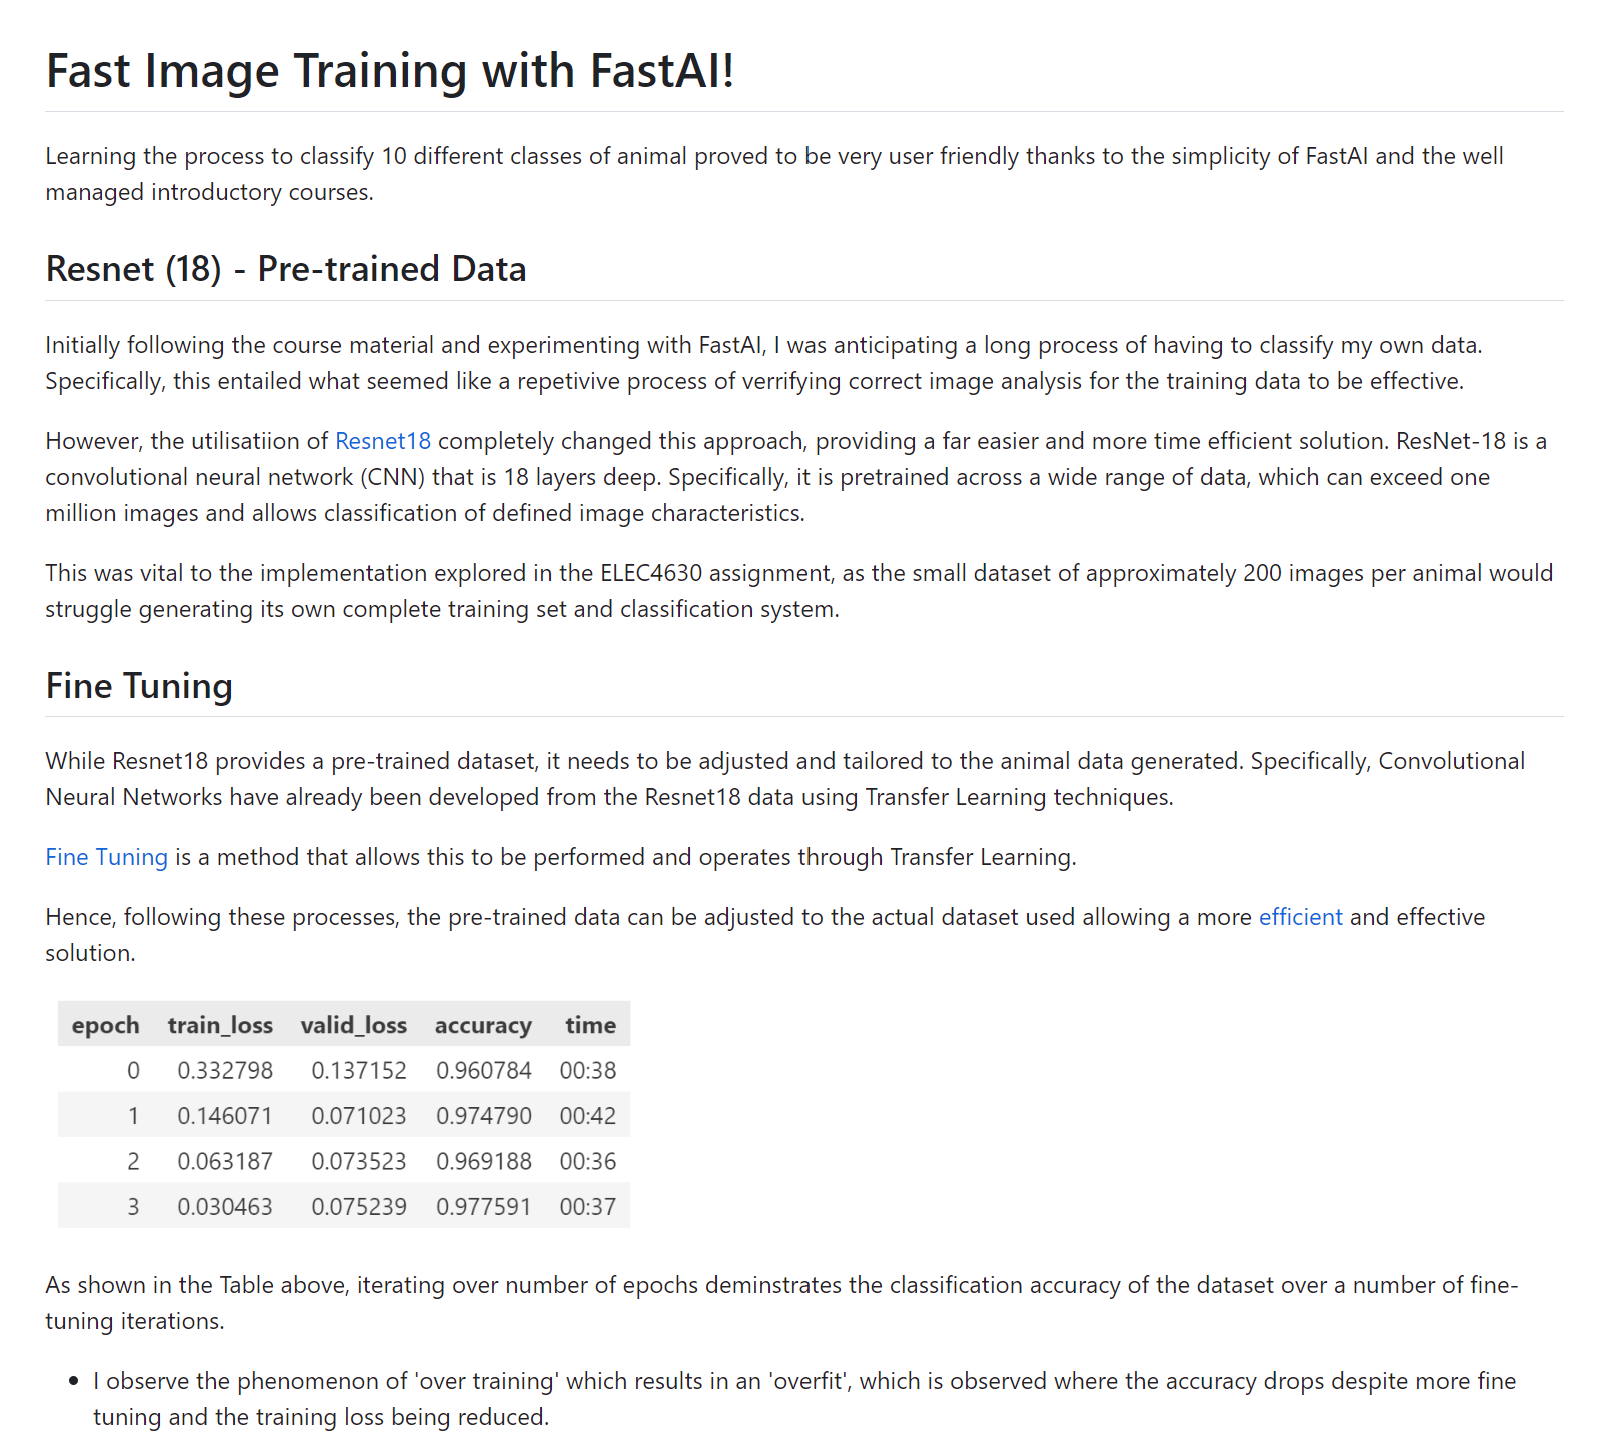 Fast Image Training with FastAI!
Learning the process to classify 10 different classes of animal proved to be very user friendly thanks to the simplicity of FastAI and the well
managed introductory courses.
Resnet (18) - Pre-trained Data
Initially following the course material and experimenting with FastAI, I was anticipating a long process of having to classify my own data.
Specifically, this entailed what seemed like a repetivive process of verrifying correct image analysis for the training data to be effective.
However, the utilisatiion of Resnet18 completely changed this approach, providing a far easier and more time efficient solution. ResNet-18 is a
convolutional neural network (CNN) that is 18 layers deep. Specifically, it is pretrained across a wide range of data, which can exceed one
million images and allows classification of defined image characteristics.
This was vital to the implementation explored in the ELEC4630 assignment, as the small dataset of approximately 200 images per animal would
struggle generating its own complete training set and classification system.
Fine Tuning
While Resnet18 provides a pre-trained dataset, it needs to be adjusted and tailored to the animal data generated. Specifically, Convolutional
Neural Networks have already been developed from the Resnet18 data using Transfer Learning techniques.
Fine Tuning is a method that allows this to be performed and operates through Transfer Learning.
Hence, following these processes, the pre-trained data can be adjusted to the actual dataset used allowing a more efficient and effective
solution.
epoch train_loss valid_loss accuracy time
0 0.332798 0.137152 0.960784 00:38
1 0.146071 0.071023 0.974790 00:42
2 0.063187 0.073523 0.969188 00:36
3 0.030463 0.075239 0.977591 00:37
As shown in the Table above, iterating over number of epochs deminstrates the classification accuracy of the dataset over a number of fine-
tuning iterations.
• I observe the phenomenon of 'over training' which results in an 'overfit', which is observed where the accuracy drops despite more fine
tuning and the training loss being reduced.